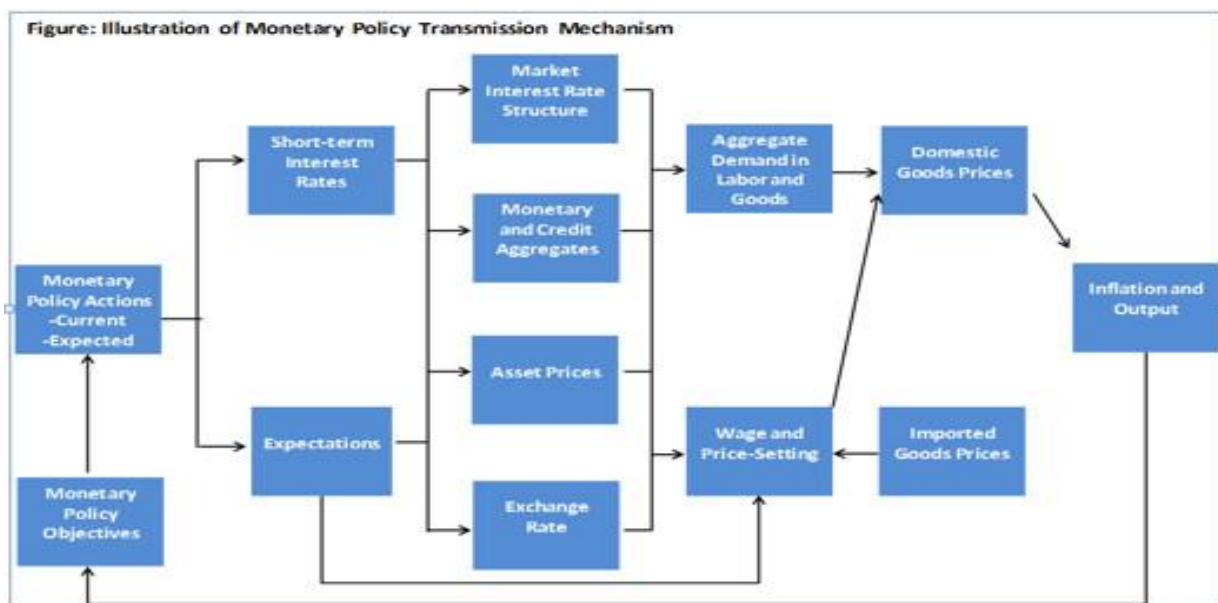 Figure: Illustration of Monetary Policy Transmission Mechanism
Market
Interest Rate
Structure
Short-term
Interest
Rates
Aggregate
Demand in
Labor and
Goods
Domestic
Goods Prices
Monetary
and Credit
Aggregates
Monetary
Policy Actions
-Current
-Expected
Inflation and
Output
Asset Prices
Expectations
Wage and
Price-Setting
Imported
Goods Prices
Monetary
Policy
Objectives
Exchange
Rate